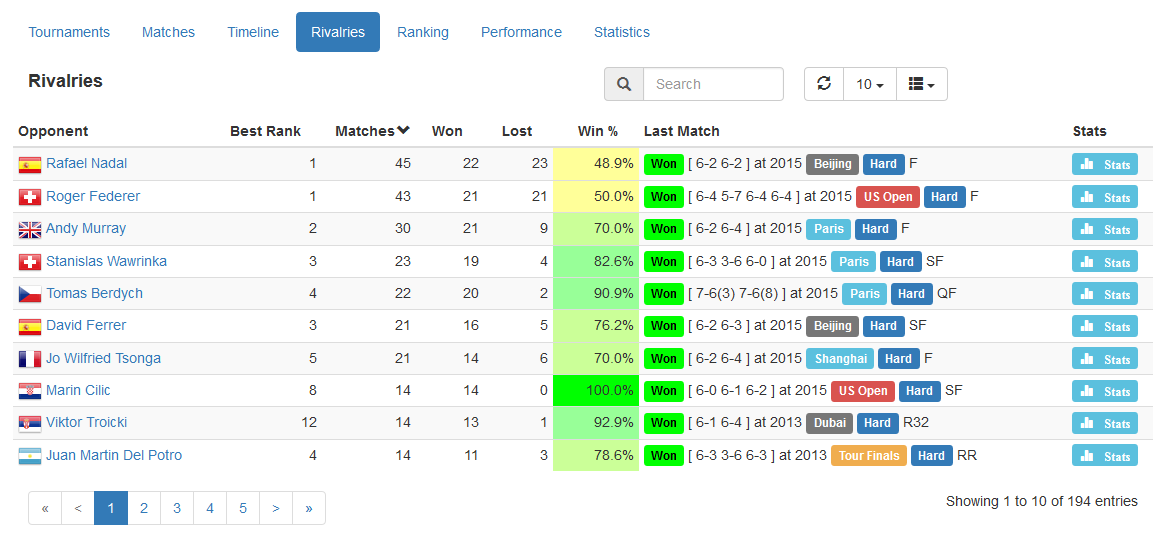 Tournaments Matches Timeline Rivalries Ranking Performance Statistics
Rivalries Search 10
Opponent Best Rank Matches Won Lost Win % Last Match Stats
Rafael Nadal 1 45 22 23 48.9% Won [ 6-2 6-2 ] at 2015 Beijing Hard F Stats
Roger Federer 1 43 21 21 50.0% Won [ 6-4 5-7 6-4 6-4 ] at 2015 US Open Hard F Stats
Andy Murray 2 30 21 9 70.0% Won [ 6-2 6-4 ] at 2015 Paris Hard F Stats
Stanislas Wawrinka 3 23 19 4 82.6% Won [ 6-3 3-6 6-0 ] at 2015 Paris Hard SF Stats
Tomas Berdych 4 22 20 2 90.9% Won [ 7-6(3) 7-6(8) ] at 2015 Paris Hard QF Stats
David Ferrer 3 21 16 5 76.2% Won [ 6-2 6-3 ] at 2015 Beijing Hard SF Stats
Jo Wilfried Tsonga 5 21 14 6 70.0% Won [ 6-2 6-4 ] at 2015 Shanghai Hard F Stats
Marin Cilic 8 14 14 0 100.0% Won [ 6-0 6-1 6-2 ] at 2015 US Open Hard SF Stats
Viktor Troicki 12 14 13 1 92.9% Won [ 6-1 6-4 ] at 2013 Dubai Hard R32 Stats
Juan Martin Del Potro 4 14 11 3 78.6% Won [ 6-3 3-6 6-3 ] at 2013 Tour Finals Hard RR Stats
« < 1 2 3 4 5 > » Showing 1 to 10 of 194 entries